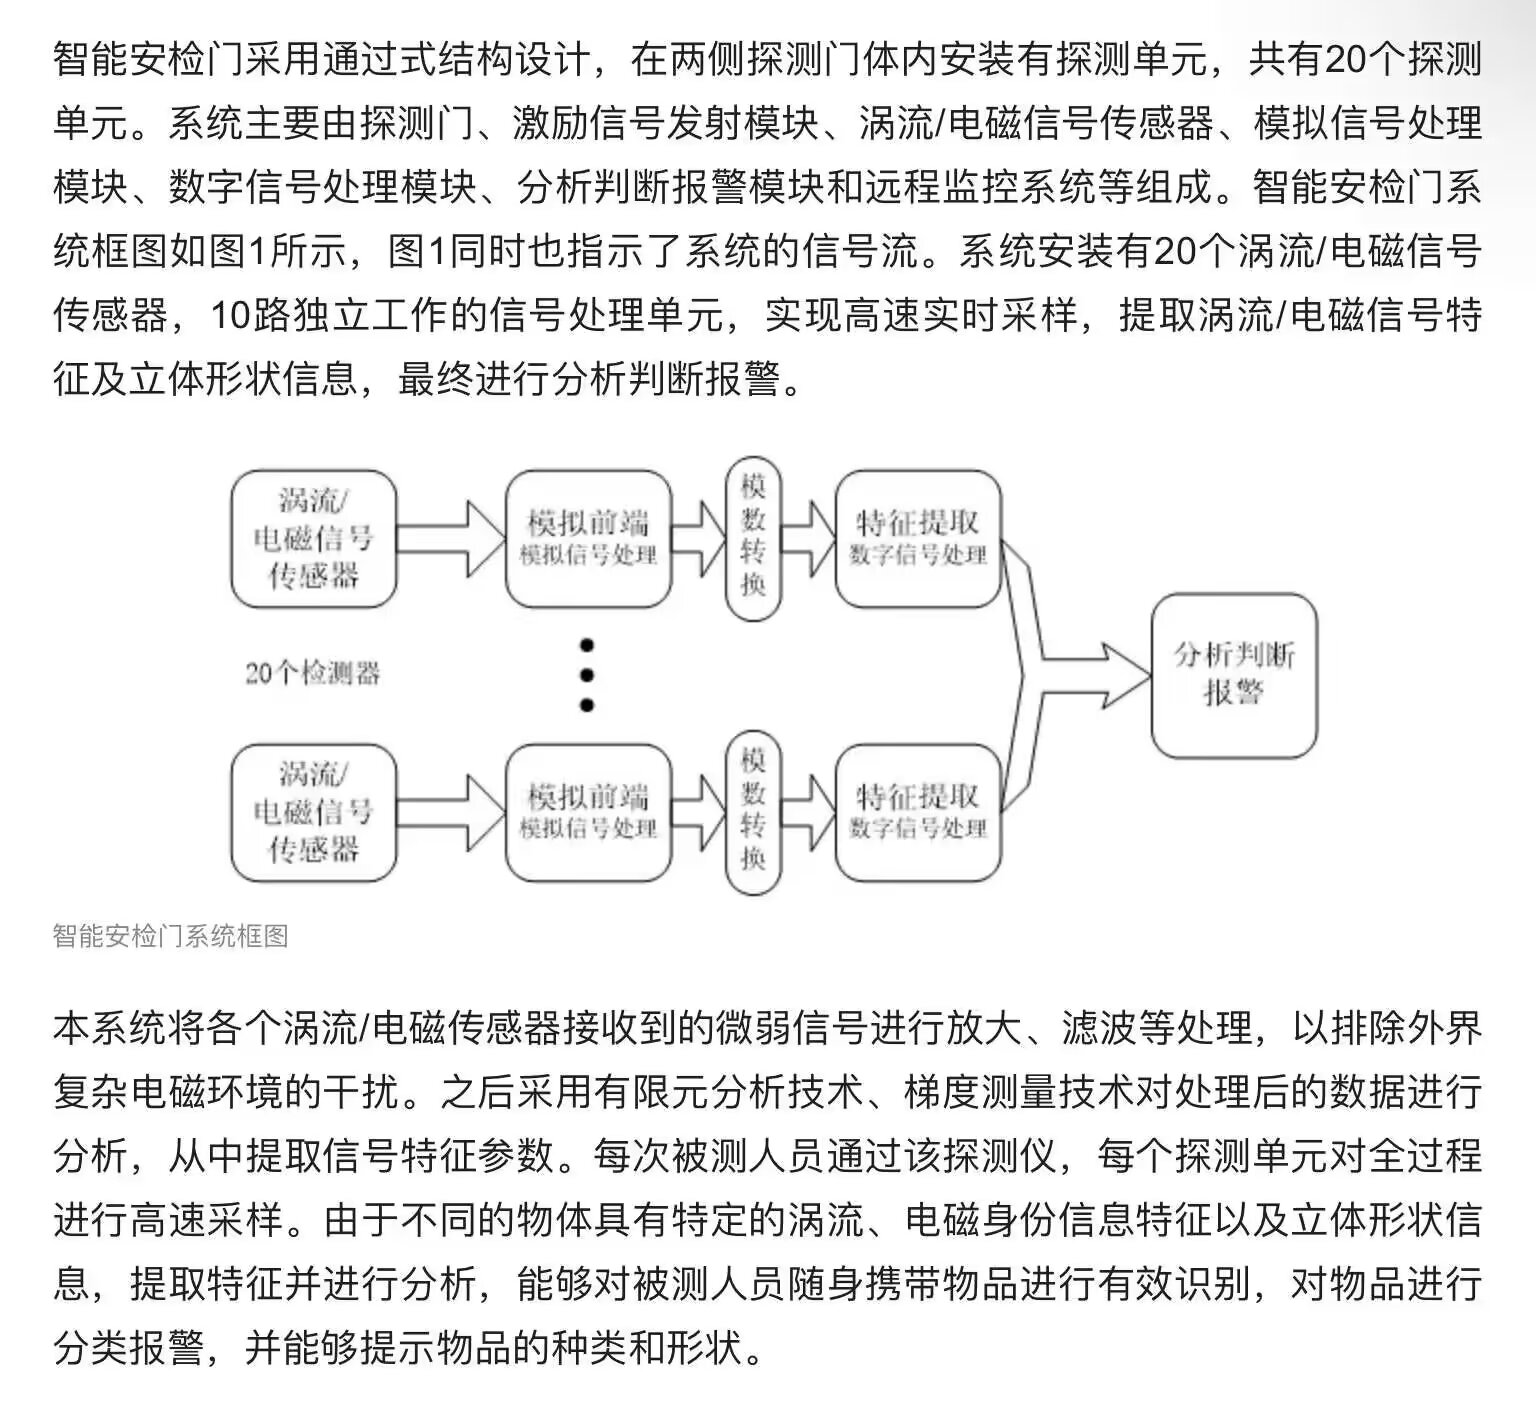 智能安检门采用通过式结构设计，在两侧探测门体内安装有探测单元，共有20个探测
单元。系统主要由探测门、激励信号发射模块、涡流/电磁信号传感器、模拟信号处理
模块、数字信号处理模块、分析判断报警模块和远程监控系统等组成。智能安检门系
统框图如图1所示，图1同时也指示了系统的信号流。系统安装有20个涡流/电磁信号
传感器，10路独立工作的信号处理单元，实现高速实时采样，提取涡流/电磁信号特
征及立体形状信息，最终进行分析判断报警。
涡流/
电磁信号
传感器
模拟前端
模拟信号处理
模
数
转
换
特征提取
数字信号处理
20个检测器
分析判断
报警
涡流/
电磁信号
传感器
模拟前端
模拟信号处理
模
数
转
换
特征提取
数字信号处理
智能安检门系统框图
本系统将各个涡流/电磁传感器接收到的微弱信号进行放大、滤波等处理，以排除外界
复杂电磁环境的干扰。之后采用有限元分析技术、梯度测量技术对处理后的数据进行
分析，从中提取信号特征参数。每次被测人员通过该探测仪，每个探测单元对全过程
进行高速采样。由于不同的物体具有特定的涡流、电磁身份信息特征以及立体形状信
息，提取特征并进行分析，能够对被测人员随身携带物品进行有效识别，对物品进行
分类报警，并能够提示物品的种类和形状。